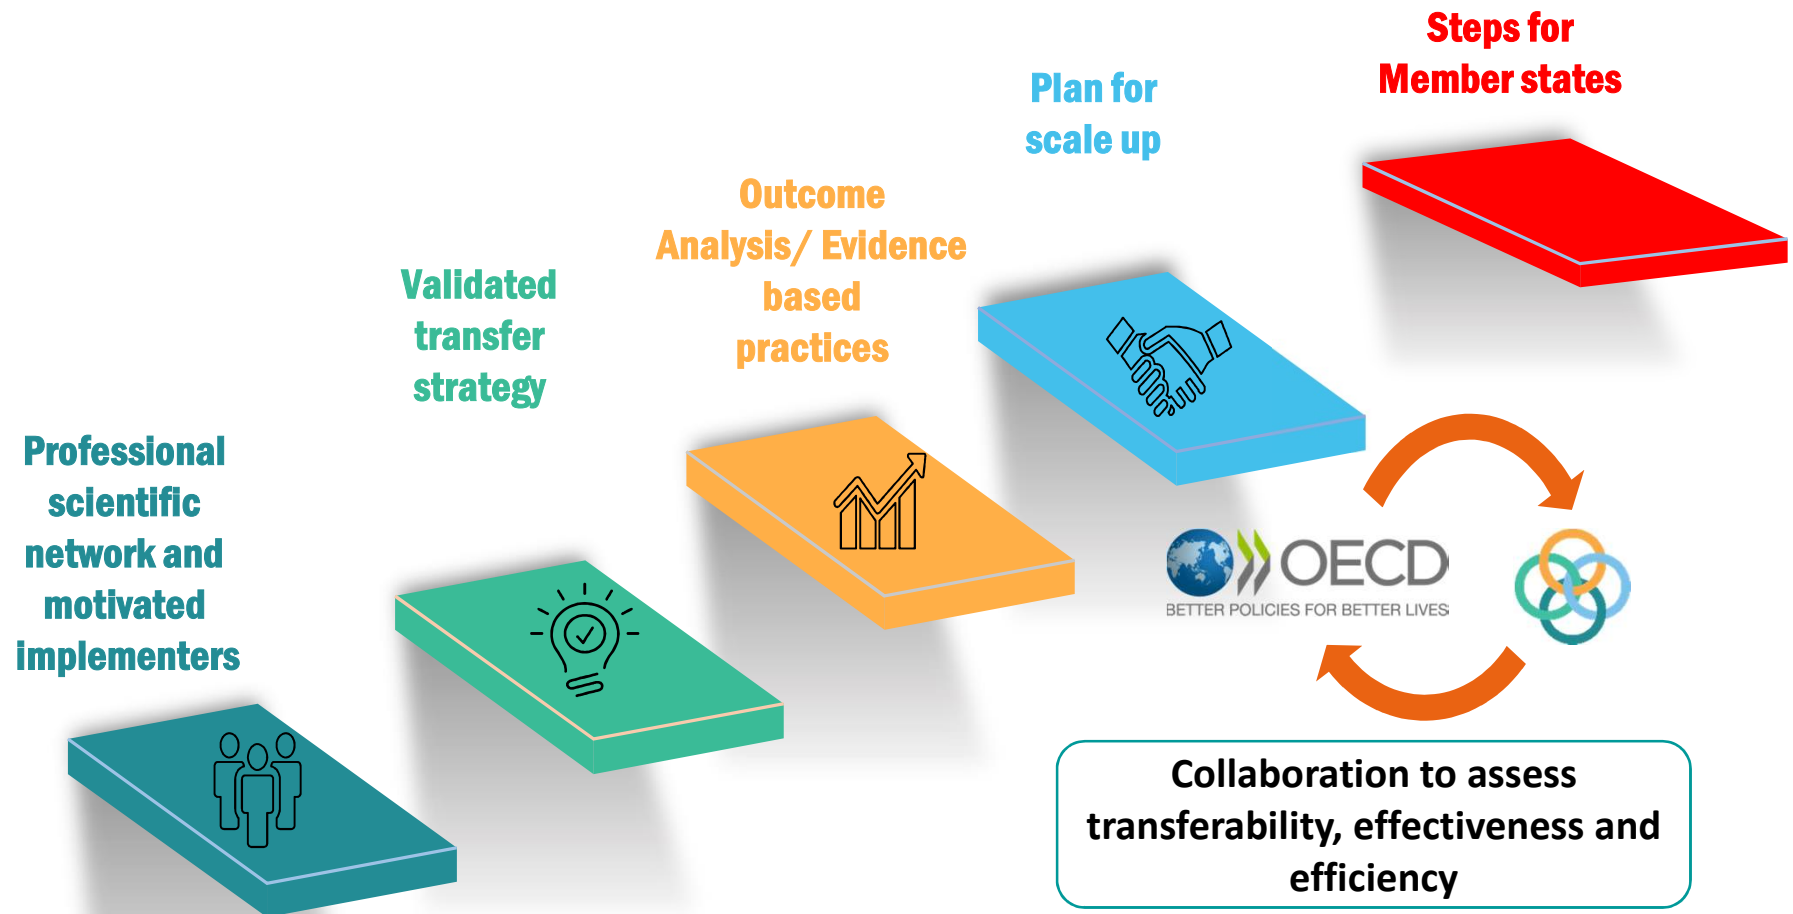 Steps for
Member states
Plan for
scale up
Outcome
Analysis/ Evidence
based
practices
Validated
transfer
strategy
Professional
scientific
network and
motivated
implementers
OECD
BETTER POLICIES FOR BETTER LIVES
Collaboration to assess
transferability, effectiveness and
efficiency